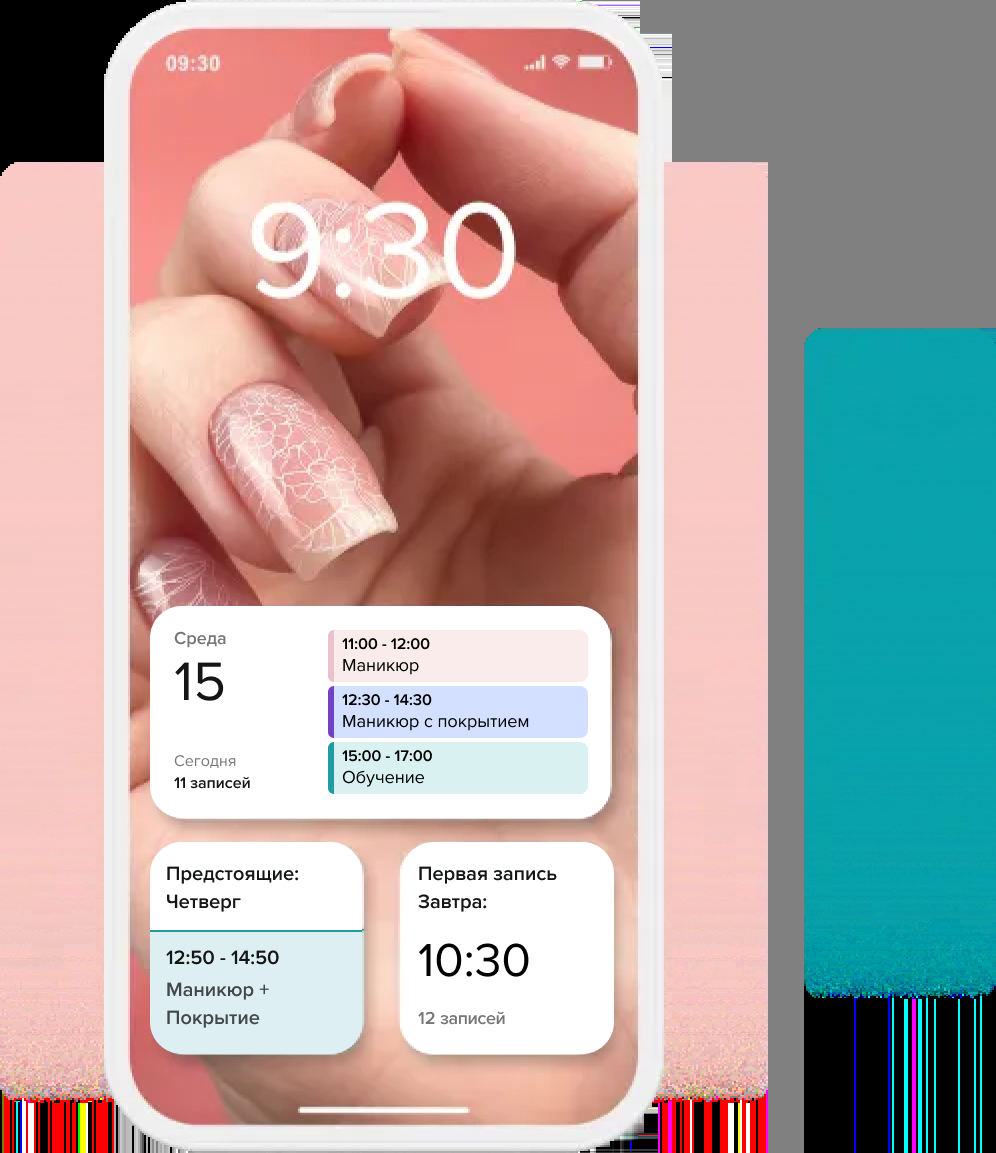 09:30
9:30
Среда
15
Сегодня
11 записей
11:00 - 12:00
Маникюр
12:30 - 14:30
Маникюр с покрытием
15:00 - 17:00
Обучение
Предстоящие:
Четверг
12:50 - 14:50
Маникюр +
Покрытие
Первая запись
Завтра:
10:30
12 записей